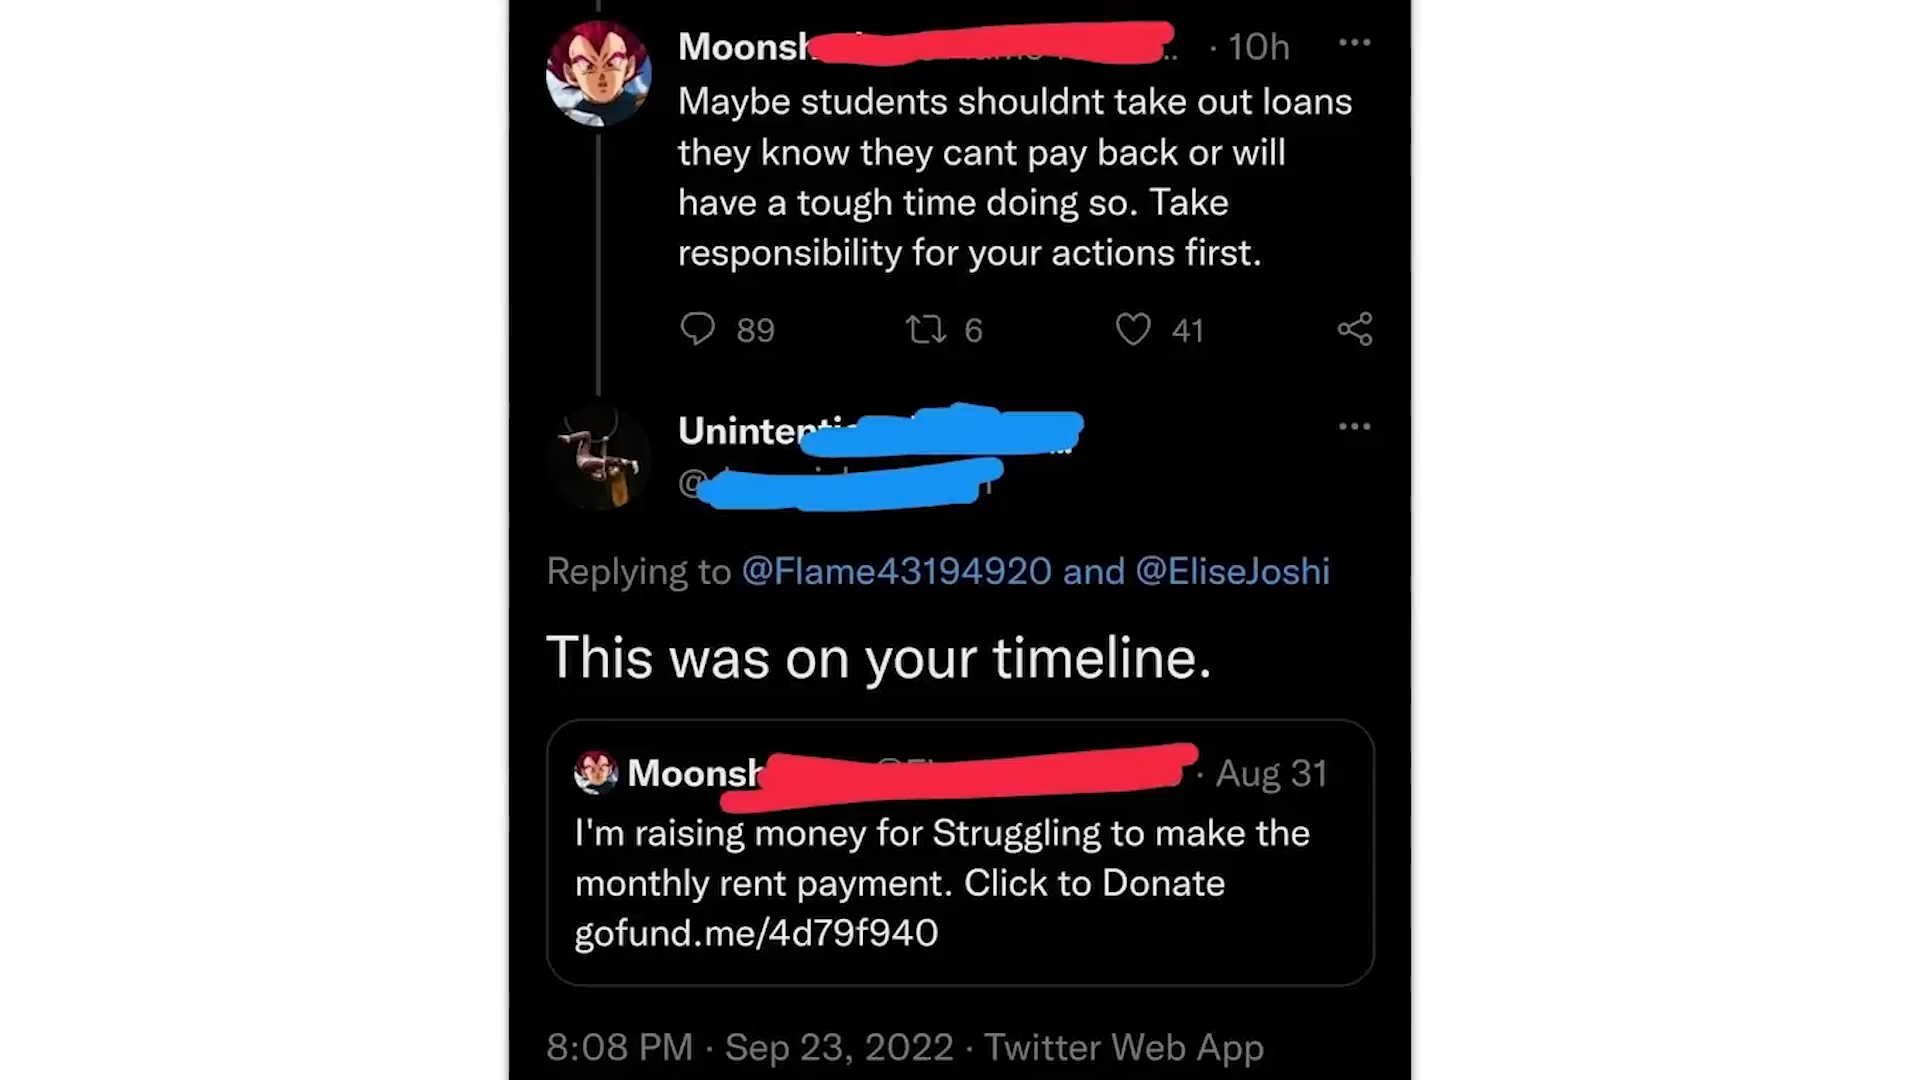 · 10h
Maybe students shouldnt take out loans
they know they cant pay back or will
have a tough time doing so. Take
responsibility for your actions first.
89 6 41
Replying to @Flame43194920 and @EliseJoshi
This was on your timeline.
· Aug 31
I'm raising money for Struggling to make the
monthly rent payment. Click to Donate
gofund.me/4d79f940
8:08 PM · Sep 23, 2022 · Twitter Web App